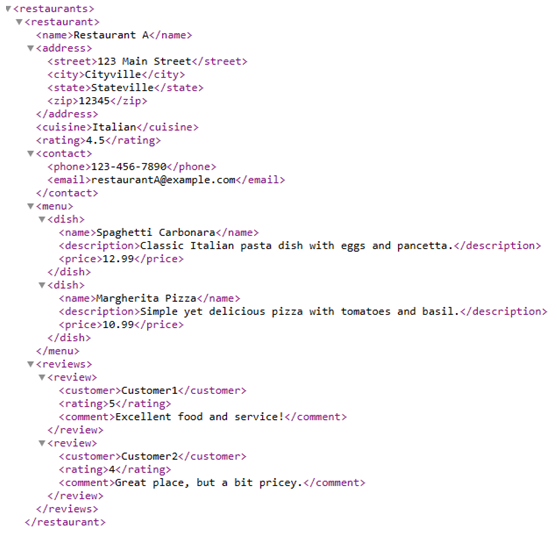 <restaurants>
<restaurant>
<name>Restaurant A</name>
<address>
<street>123 Main Street</street>
<city>Cityville</city>
<state>Stateville</state>
<zip>12345</zip>
</address>
<cuisine>Italian</cuisine>
<rating>4.5</rating>
<contact>
<phone>123-456-7890</phone>
<email>restaurantA@example.com</email>
</contact>
<menu>
<dish>
<name>Spaghetti Carbonara</name>
<description>Classic Italian pasta dish with eggs and pancetta.</description>
<price>12.99</price>
</dish>
<dish>
<name>Margherita Pizza</name>
<description>Simple yet delicious pizza with tomatoes and basil.</description>
<price>10.99</price>
</dish>
</menu>
<reviews>
<review>
<customer>Customer1</customer>
<rating>5</rating>
<comment>Excellent food and service!</comment>
</review>
<review>
<customer>Customer2</customer>
<rating>4</rating>
<comment>Great place, but a bit pricey.</comment>
</review>
</reviews>
</restaurant>